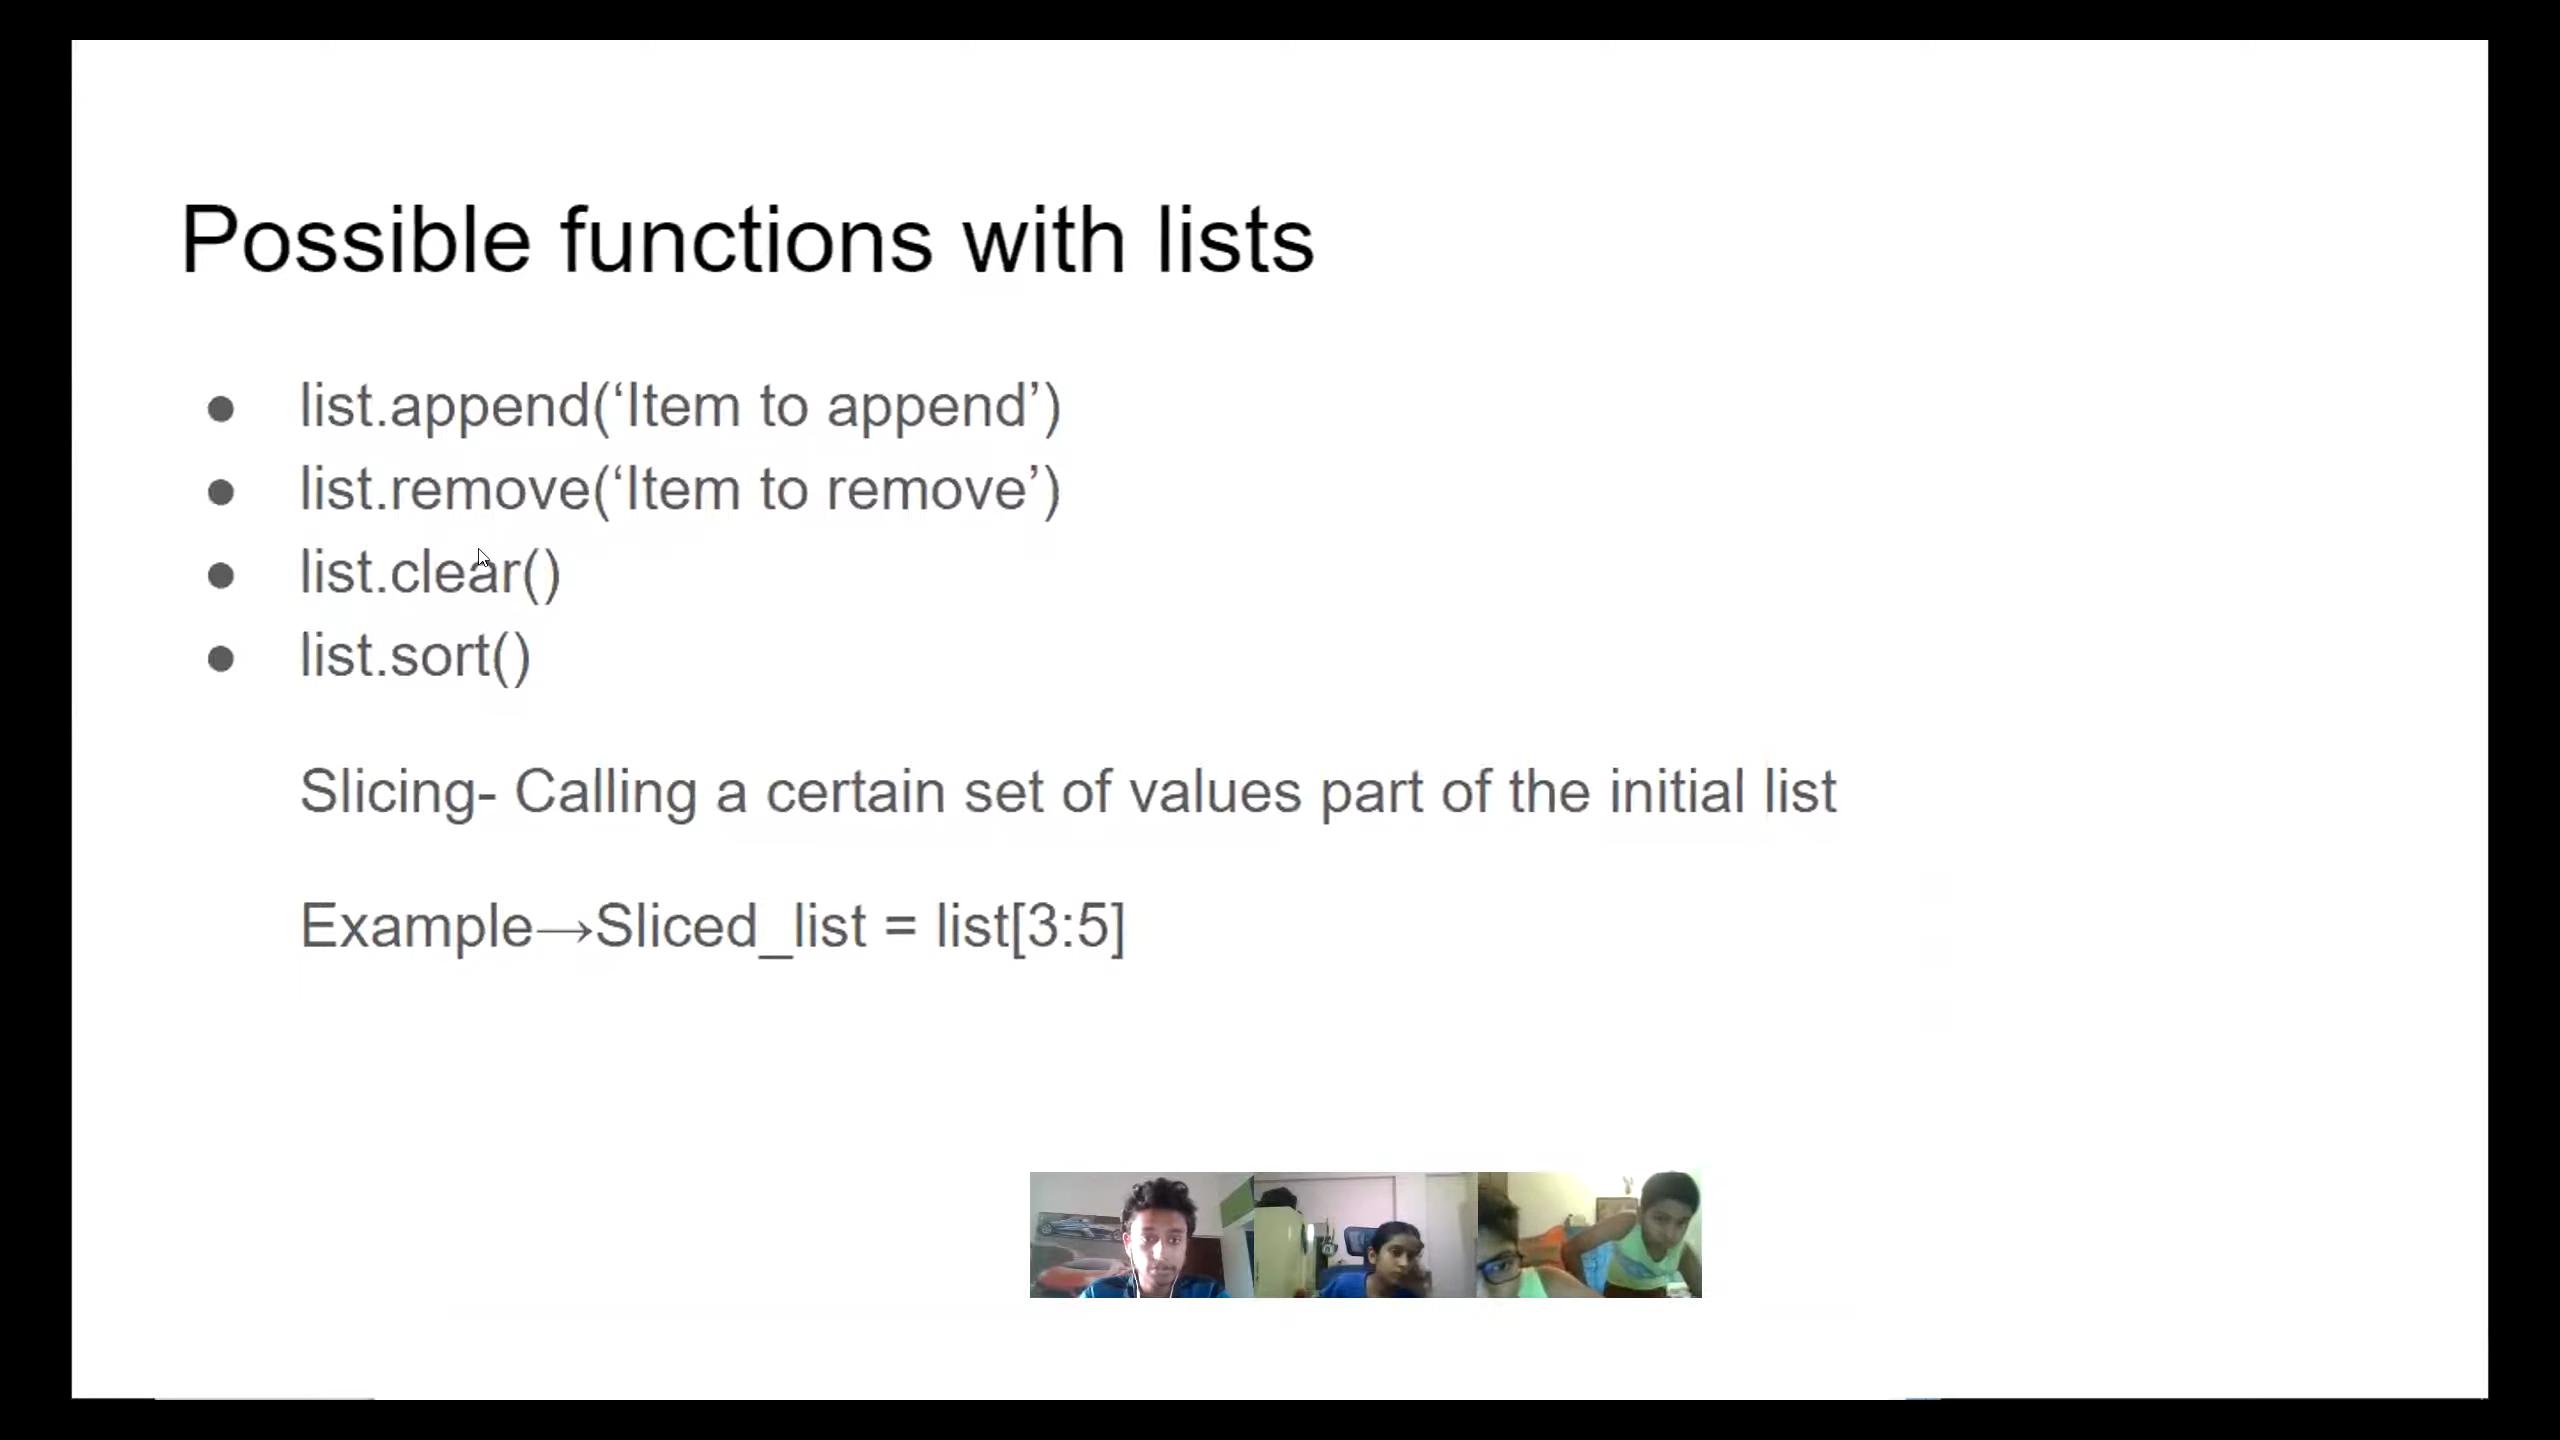 Possible functions with lists
● list.append(‘Item to append’)
● list.remove(‘Item to remove’)
● list.clear()
● list.sort()
Slicing- Calling a certain set of values part of the initial list
Example→Sliced_list = list[3:5]